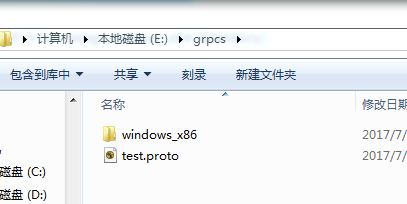 计算机 ▸ 本地磁盘 (E:) ▸ grpcs ▸
包含到库中 共享 刻录 新建文件夹
名称 修改日期
windows_x86 2017/7/
test.proto 2017/7/
磁盘 (C:)
磁盘 (D:)